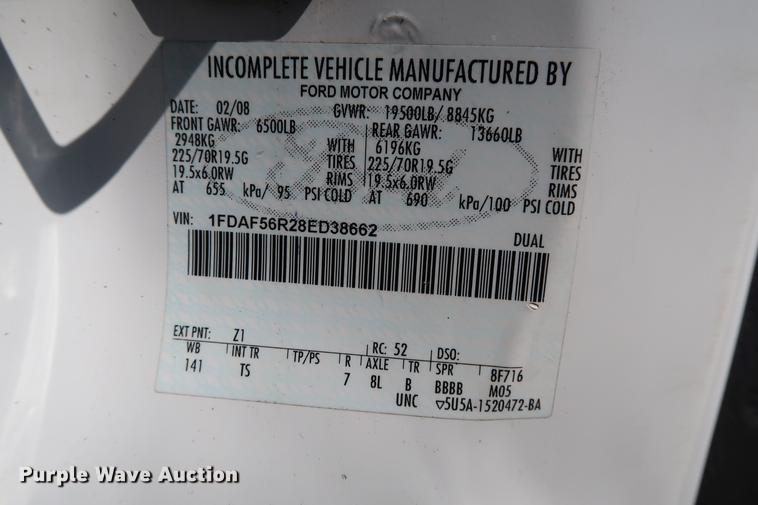 INCOMPLETE VEHICLE MANUFACTURED BY
FORD MOTOR COMPANY
DATE: 02/08 GVWR: 19500LB/ 8845KG
FRONT GAWR: 6500LB REAR GAWR: 13660LB
2948KG WITH 6196KG WITH
225/70R19.5G TIRES 225/70R19.5G TIRES
19.5x6.0RW RIMS 19.5x6.0RW RIMS
AT 655 kPa/ 95 PSI COLD AT 690 kPa/100 PSI COLD
VIN: 1FDAF56R28ED38662 DUAL
EXT PNT: Z1 RC: 52 DSO:
WB INT TR TP/PS R AXLE TR SPR 8F716
141 TS 7 8L B BBBB M05
UNC ▽5U5A-1520472-BA
Purple Wave Auction